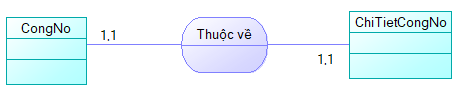 CongNo
1,1
Thuộc về
1,1
ChiTietCongNo